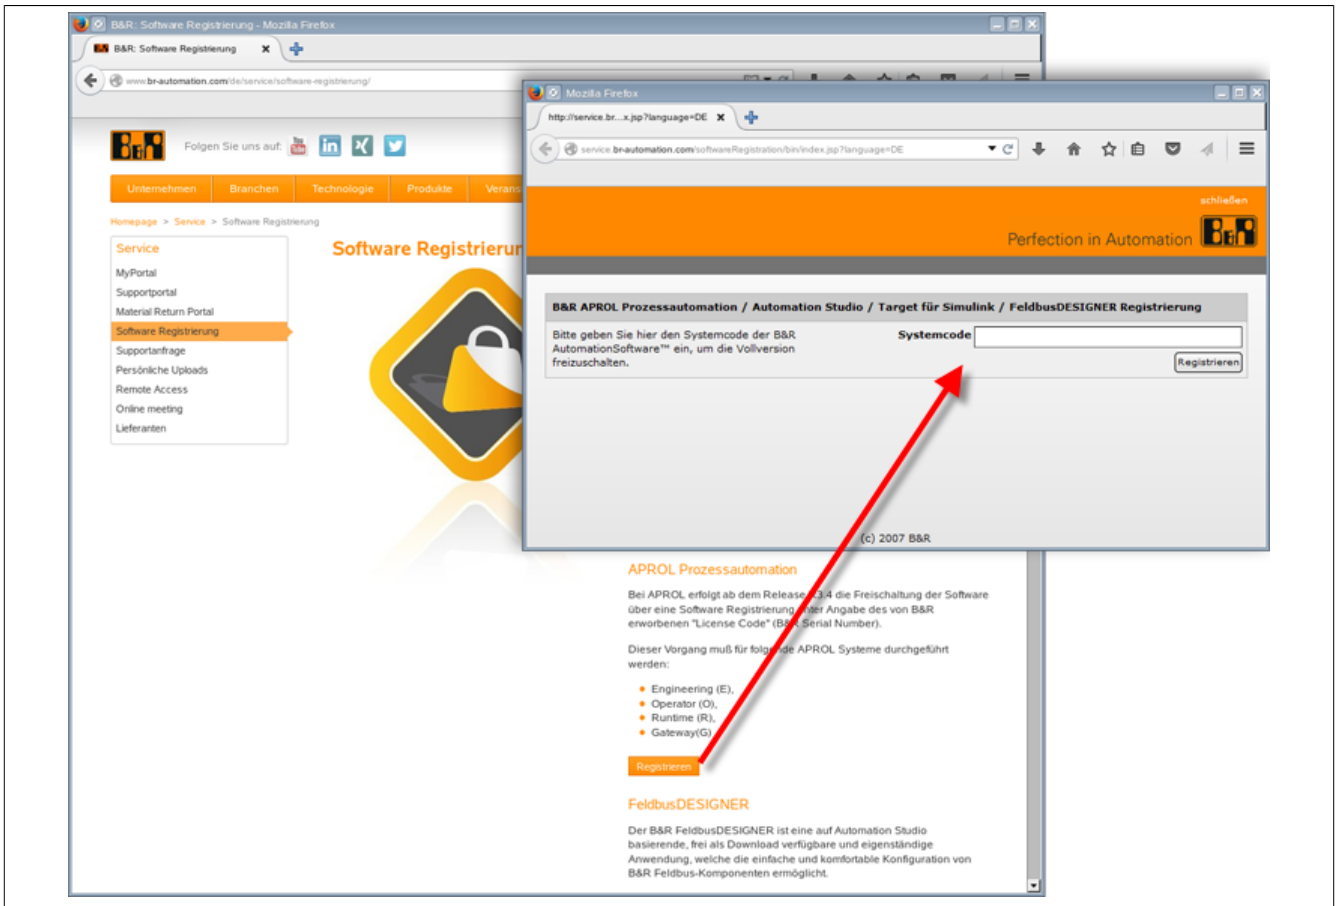 B&R: Software Registrierung - Mozilla Firefox
B&R: Software Registrierung
www.br-automation.com/de/service/software-registrierung/
B&R
Folgen Sie uns auf:
You Tube
in
Unternehmen Branchen Technologie Produkte Verans
Homepage > Service > Software Registrierung
Service
MyPortal
Supportportal
Material Return Portal
Software Registrierung
Supportanfrage
Persönliche Uploads
Remote Access
Online meeting
Lieferanten
Software Registrierun
Mozilla Firefox
http://service.br...x.jsp?language=DE
service.br-automation.com/softwareRegistration/bin/index.jsp?language=DE
schließen
Perfection in Automation B&R
B&R APROL Prozessautomation / Automation Studio / Target für Simulink / FeldbusDESIGNER Registrierung
Bitte geben Sie hier den Systemcode der B&R
AutomationSoftware™ ein, um die Vollversion
freizuschalten.
Systemcode
Registrieren
(c) 2007 B&R
APROL Prozessautomation
Bei APROL erfolgt ab dem Release 3.4 die Freischaltung der Software
über eine Software Registrierung unter Angabe des von B&R
erworbenen "License Code" (B&R Serial Number).
Dieser Vorgang muß für folgende APROL Systeme durchgeführt
werden:
Engineering (E),
Operator (O),
Runtime (R),
Gateway(G)
Registrieren
FeldbusDESIGNER
Der B&R FeldbusDESIGNER ist eine auf Automation Studio
basierende, frei als Download verfügbare und eigenständige
Anwendung, welche die einfache und komfortable Konfiguration von
B&R Feldbus-Komponenten ermöglicht.